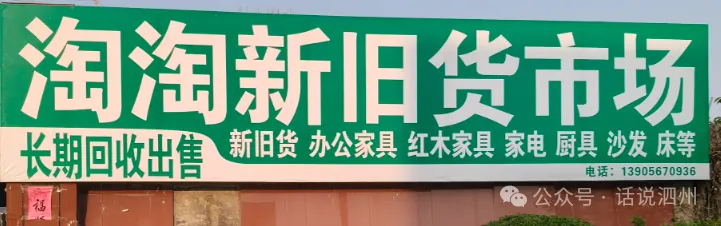 淘淘新旧货市场
长期回收出售
新旧货 办公家具 红木家具 家电 厨具 沙发 床等
电话：13905670936
福
公众号·话说泗州